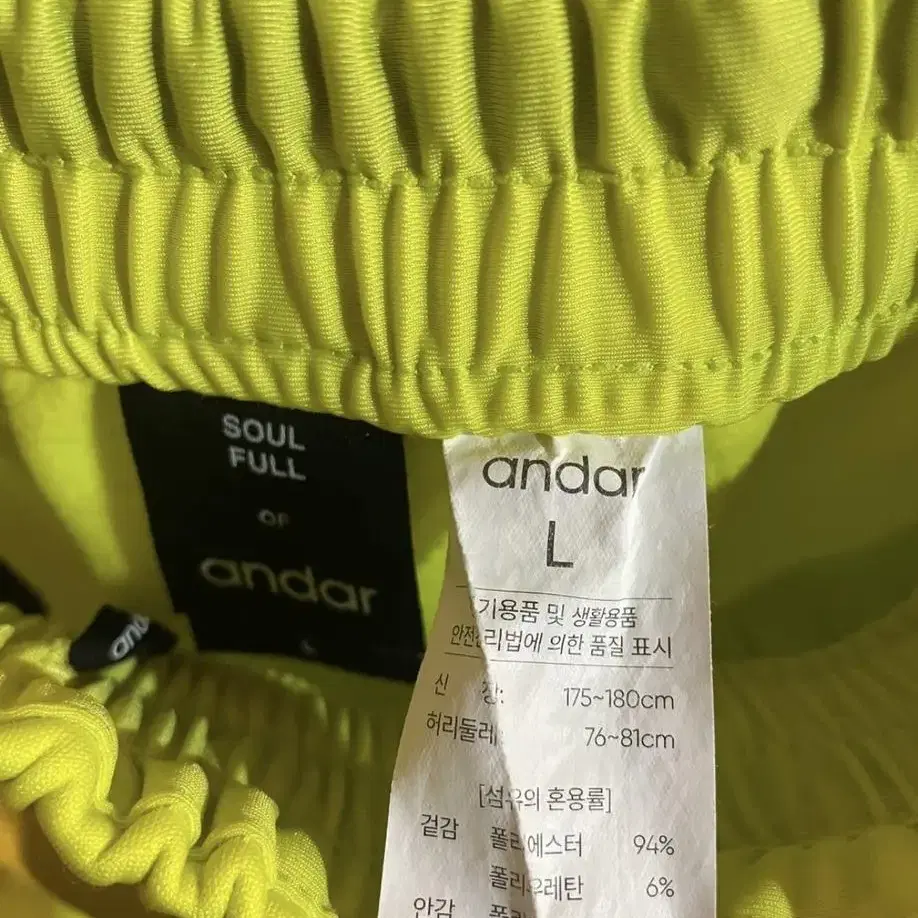 SOUL
FULL
OF
andar
L
andar
andar
L
기용품 및 생활용품
안전 리법에 의한 품질 표시
신 장: 175~180cm
허리둘레 76~81cm
[섬유의 혼용률]
겉감 폴리에스터 94%
폴리우레탄 6%
안감